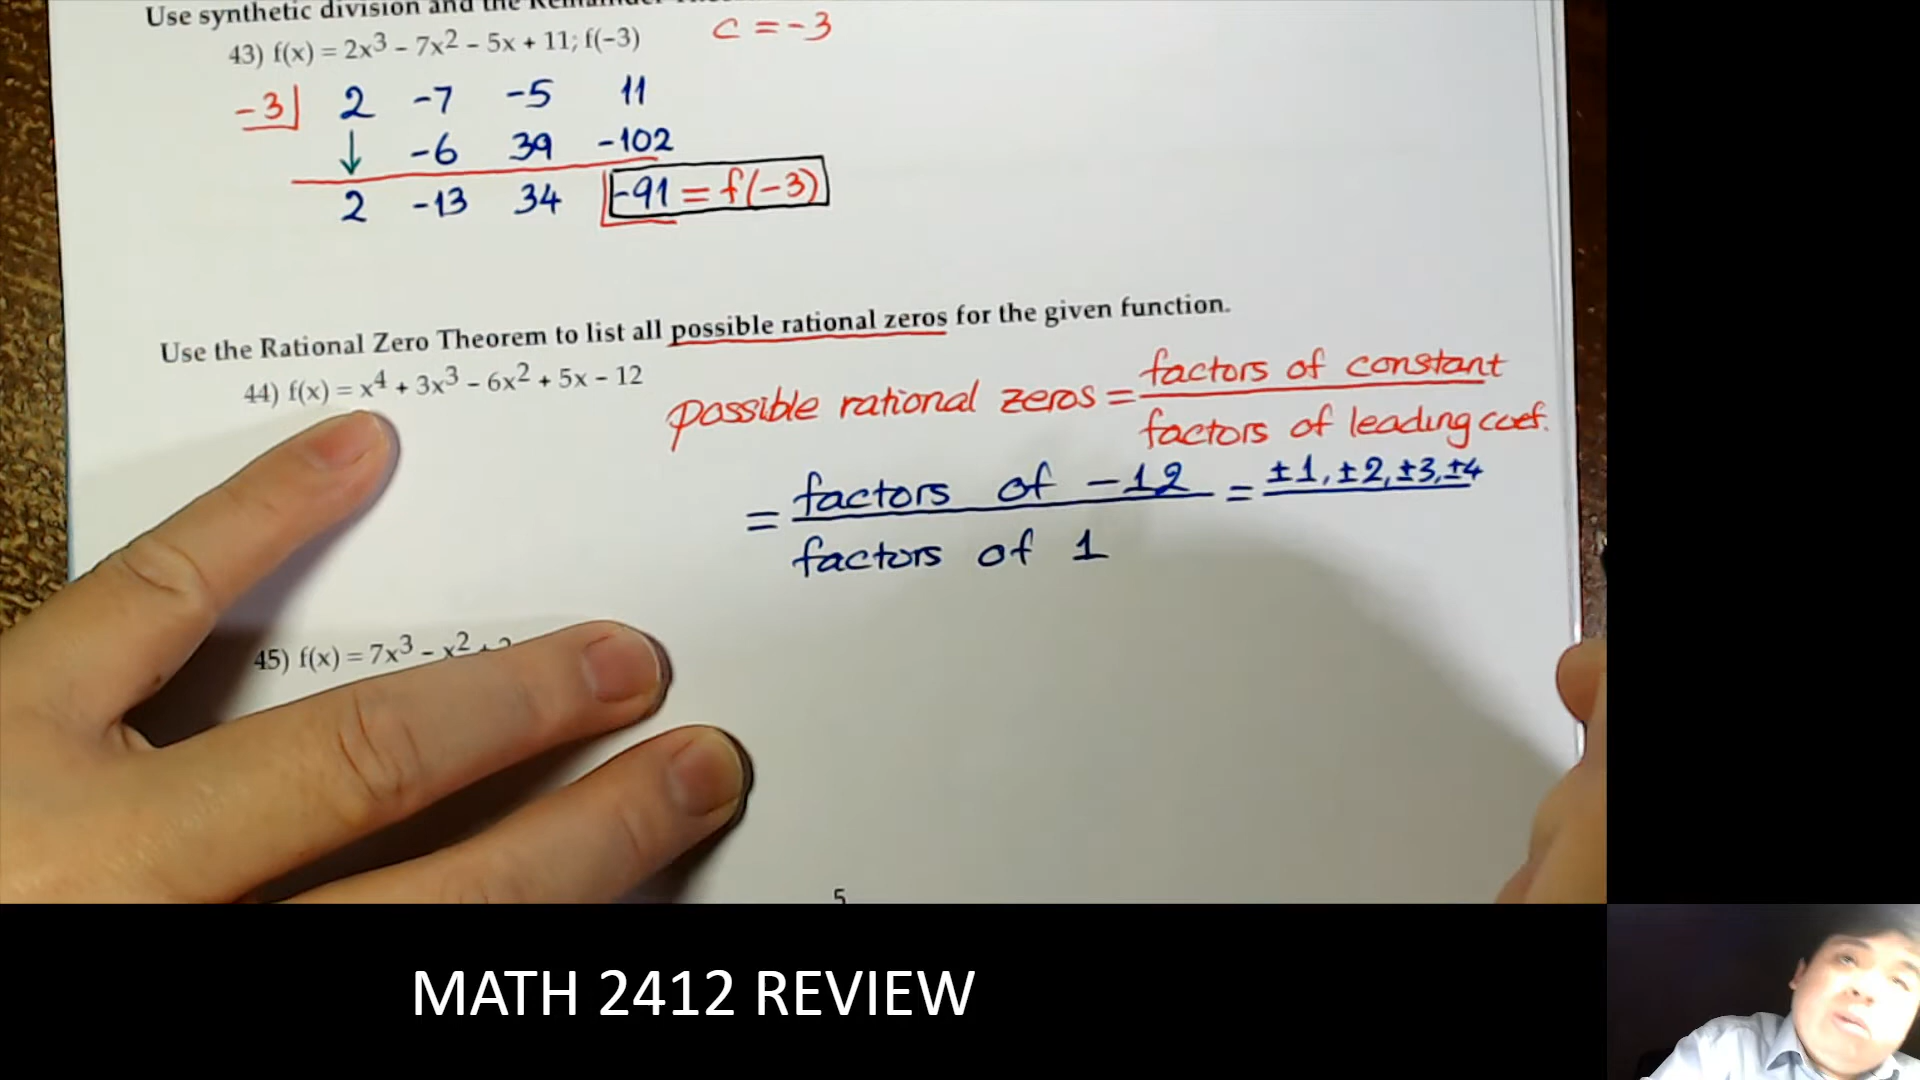 Use synthetic division and the Remainder
43) f(x) = 2x³ – 7x² – 5x + 11; f(–3)
c = -3
-3 2 -7 -5 11
↓ -6 39 -102
2 -13 34 -91 = f(-3)
Use the Rational Zero Theorem to list all possible rational zeros for the given function.
44) f(x) = x⁴ + 3x³ – 6x² + 5x – 12
possible rational zeros = factors of constant
factors of leading coef.
= factors of -12 = ±1, ±2, ±3, ±4
factors of 1
45) f(x) = 7x³ – x² +
5
MATH 2412 REVIEW